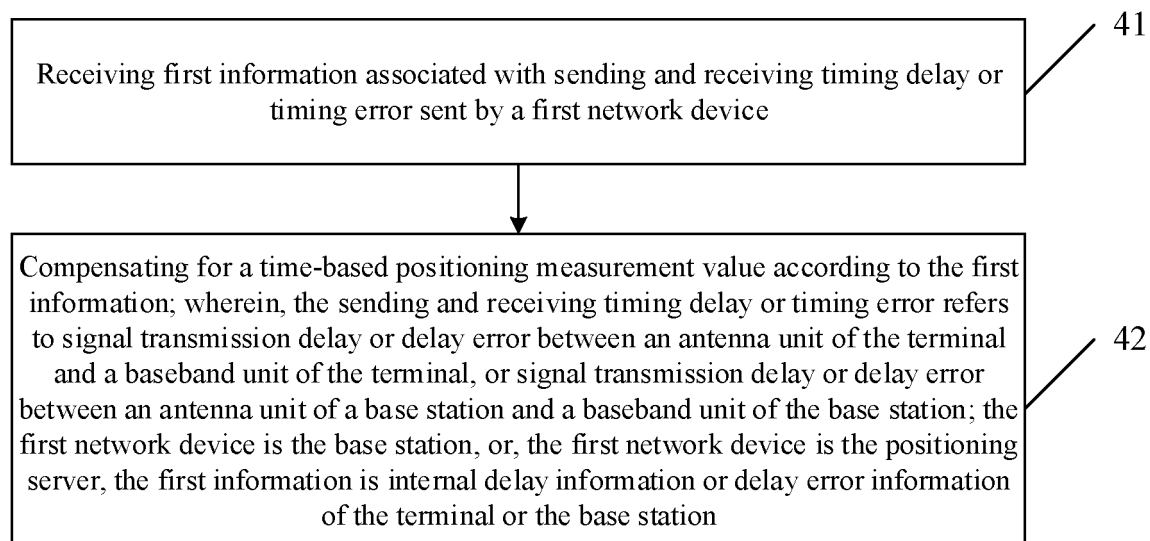 41
Receiving first information associated with sending and receiving timing delay or
timing error sent by a first network device
Compensating for a time-based positioning measurement value according to the first
information; wherein, the sending and receiving timing delay or timing error refers
to signal transmission delay or delay error between an antenna unit of the terminal
and a baseband unit of the terminal, or signal transmission delay or delay error
between an antenna unit of a base station and a baseband unit of the base station; the
first network device is the base station, or, the first network device is the positioning
server, the first information is internal delay information or delay error information
of the terminal or the base station
42